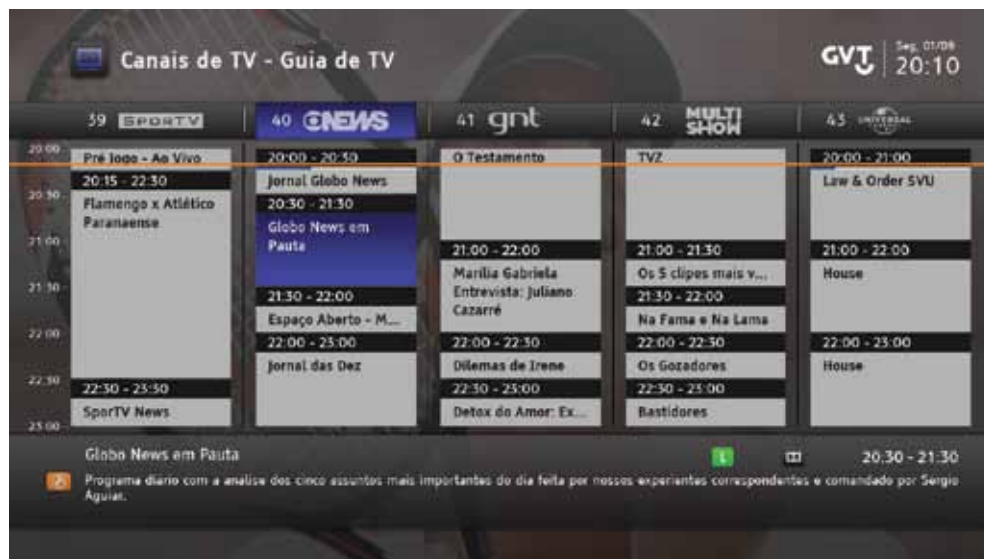 Canais de TV - Guia de TV
GVT
Seg, 01/08
20:10
39 SPORTV
40 GNEWS
41 gnt
42 MULTI SHOW
43 UNIVERSAL
20:00
20:30
21:00
21:30
22:00
22:30
23:00
Pré Jogo - Ao Vivo
20:15 - 22:30
Flamengo x Atlético
Paranaense
22:30 - 23:30
SporTV News
20:00 - 20:30
Jornal Globo News
20:30 - 21:30
Globo News em
Pauta
21:30 - 22:00
Espaço Aberto - M...
22:00 - 23:00
Jornal das Dez
O Testamento
21:00 - 22:00
Marília Gabriela
Entrevista: Juliano
Cazarré
22:00 - 22:30
Dilemas de Irene
22:30 - 23:00
Detox do Amor: Ex...
TVZ
21:00 - 21:30
Os 5 clipes mais v...
21:30 - 22:00
Na Fama e Na Lama
22:00 - 22:30
Os Gozadores
22:30 - 23:00
Bastidores
20:00 - 21:00
Law & Order SVU
21:00 - 22:00
House
22:00 - 23:00
House
Globo News em Pauta
20:30 - 21:30
Programa diário com a analise dos cinco assuntos mais importantes do dia feita por nossos experientes correspondentes e comandado por Sérgio
Aguiar.